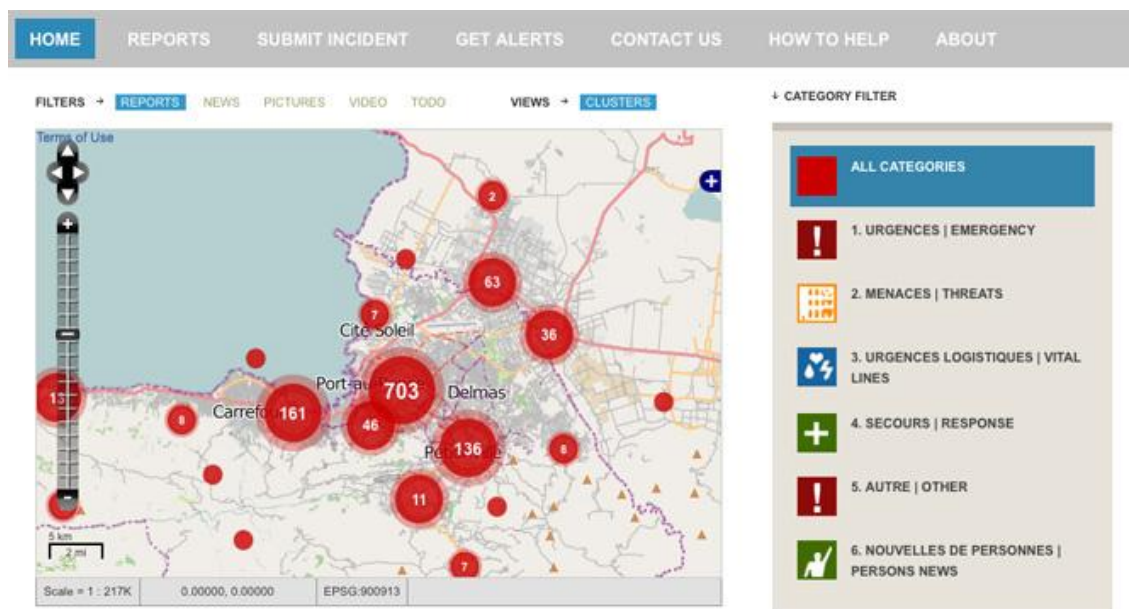 HOME REPORTS SUBMIT INCIDENT GET ALERTS CONTACT US HOW TO HELP ABOUT
FILTERS → REPORTS NEWS PICTURES VIDEO TODO VIEWS → CLUSTERS
↓ CATEGORY FILTER
Terms of Use
2
63
7
36
Cité Soleil
703
Delmas
13
8
161
46
136
6
11
7
5 km
2 mi
Scale = 1 : 217K 0.00000, 0.00000 EPSG:900913
ALL CATEGORIES
1. URGENCES | EMERGENCY
2. MENACES | THREATS
3. URGENCES LOGISTIQUES | VITAL
LINES
4. SECOURS | RESPONSE
5. AUTRE | OTHER
6. NOUVELLES DE PERSONNES |
PERSONS NEWS